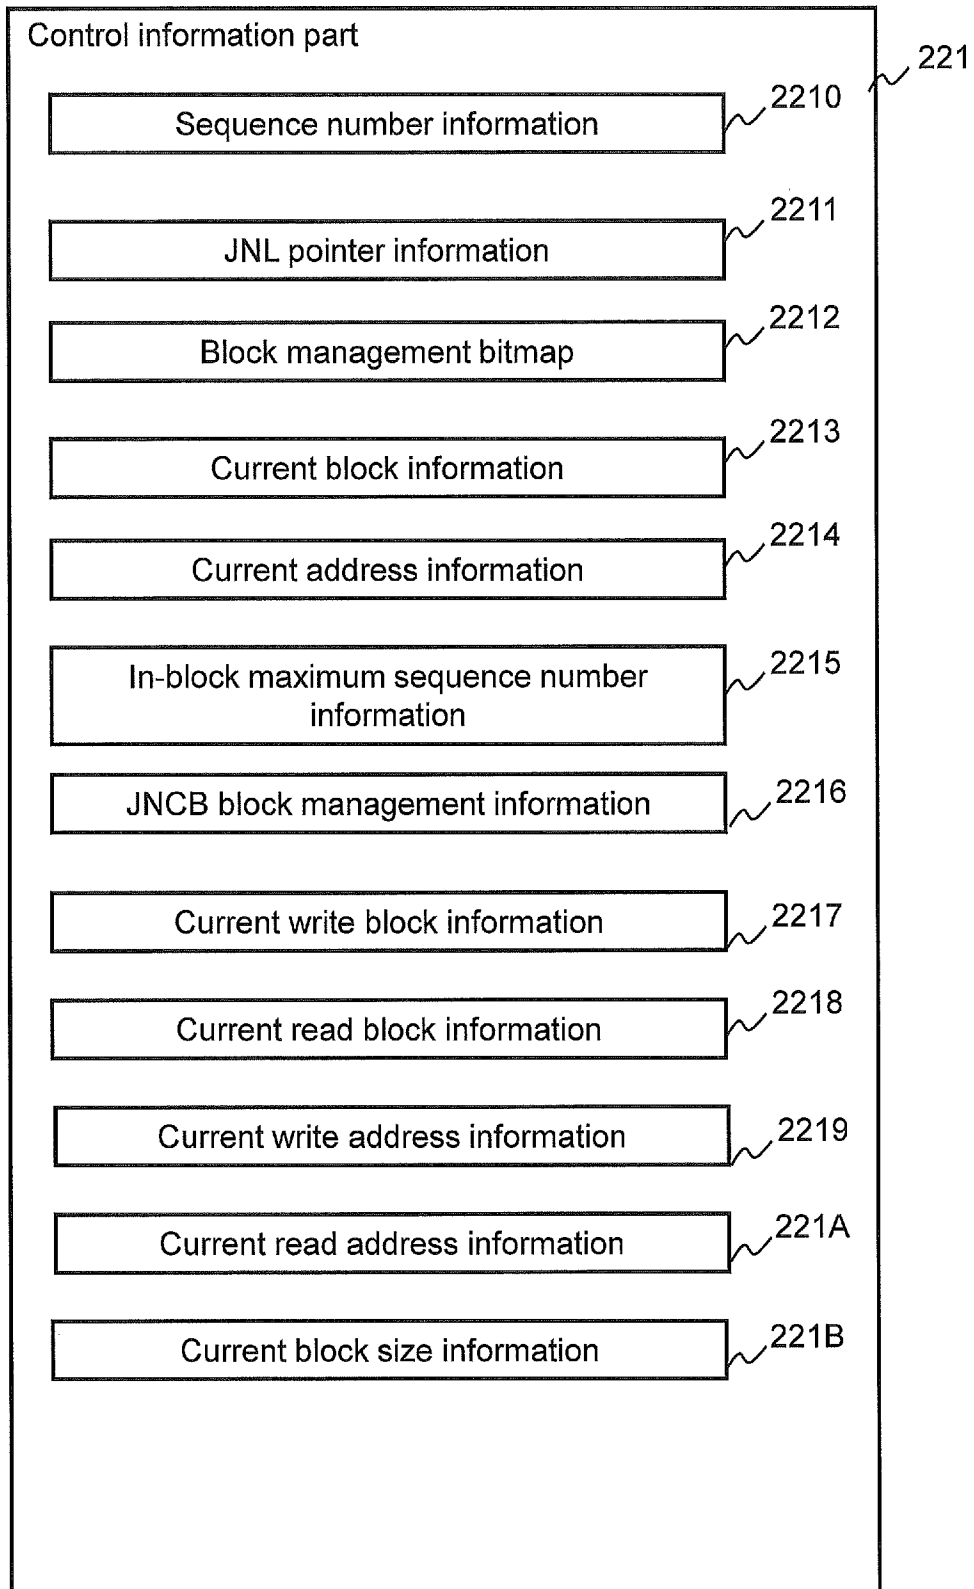 Control information part
221
2210
Sequence number information
2211
JNL pointer information
2212
Block management bitmap
2213
Current block information
2214
Current address information
2215
In-block maximum sequence number
information
2216
JNCB block management information
2217
Current write block information
2218
Current read block information
2219
Current write address information
221A
Current read address information
221B
Current block size information